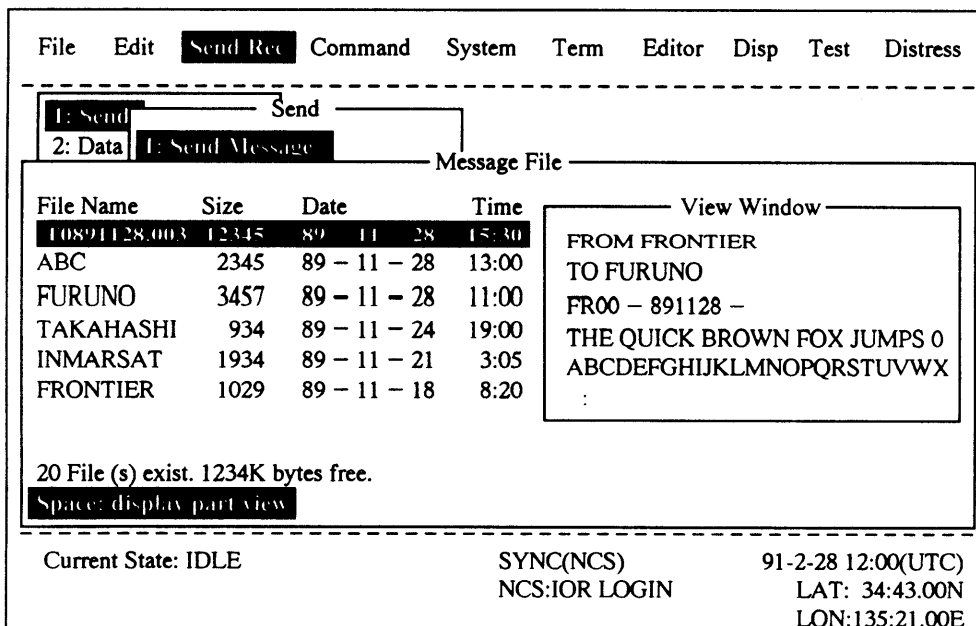 File Edit Send Rec Command System Term Editor Disp Test Distress
1: Send
Send
2: Data
1: Send Message
Message File
File Name Size Date Time
T0891128.003 12345 89 11 28 15:30
ABC 2345 89 - 11 - 28 13:00
FURUNO 3457 89 - 11 - 28 11:00
TAKAHASHI 934 89 - 11 - 24 19:00
INMARSAT 1934 89 - 11 - 21 3:05
FRONTIER 1029 89 - 11 - 18 8:20
View Window
FROM FRONTIER
TO FURUNO
FR00 - 891128 -
THE QUICK BROWN FOX JUMPS 0
ABCDEFGHIJKLMNOPQRSTUVWX
:
20 File (s) exist. 1234K bytes free.
Space: display part view
Current State: IDLE
SYNC(NCS)
NCS:IOR LOGIN
91-2-28 12:00(UTC)
LAT: 34:43.00N
LON:135:21.00E